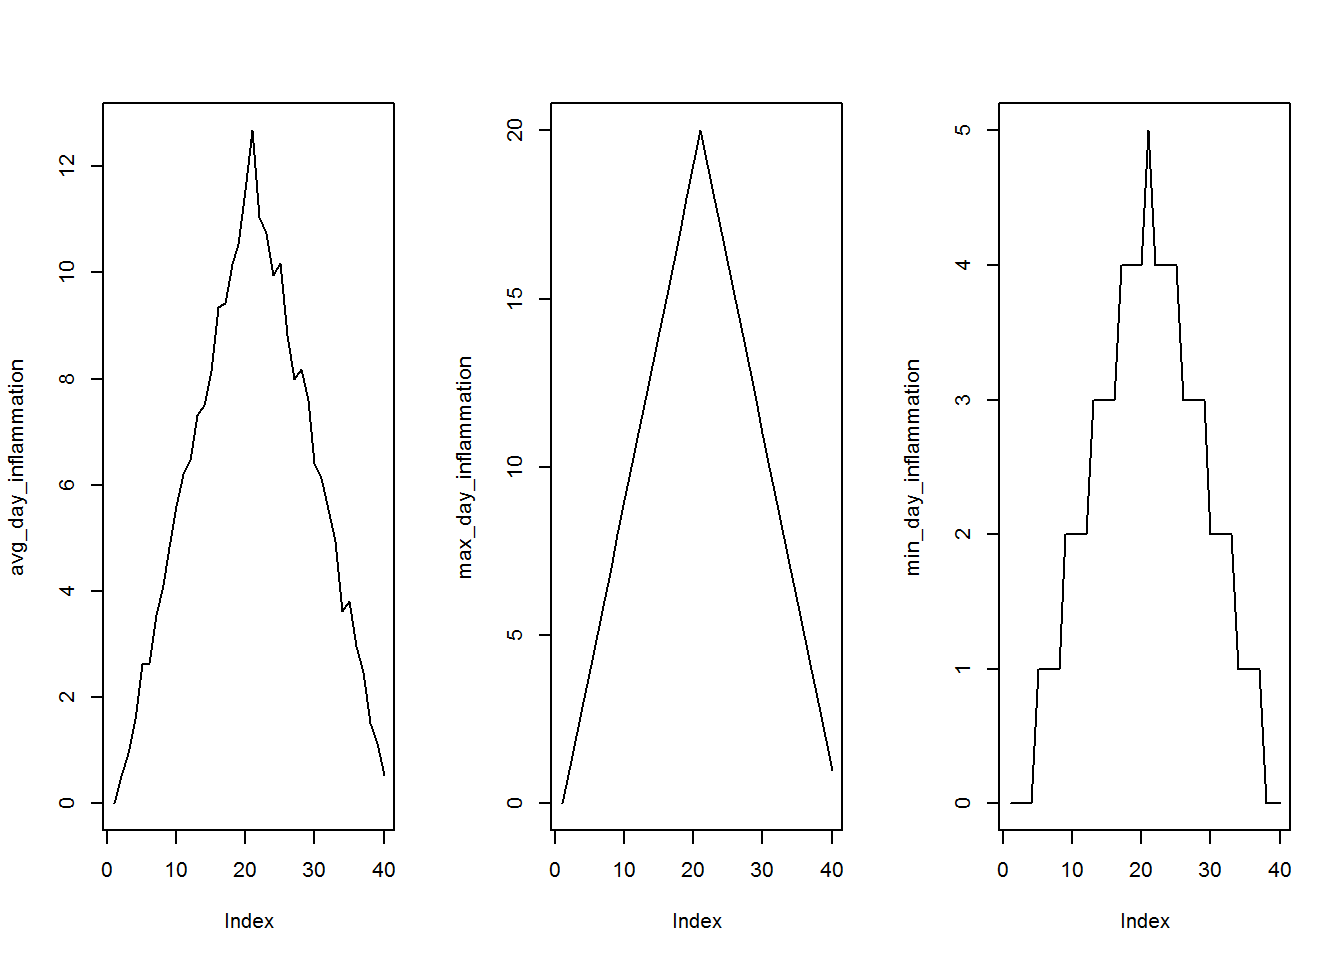 avg_day_inflammation
0 2 4 6 8 10 12
0 10 20 30 40
Index
max_day_inflammation
0 5 10 15 20
0 10 20 30 40
Index
min_day_inflammation
0 1 2 3 4 5
0 10 20 30 40
Index